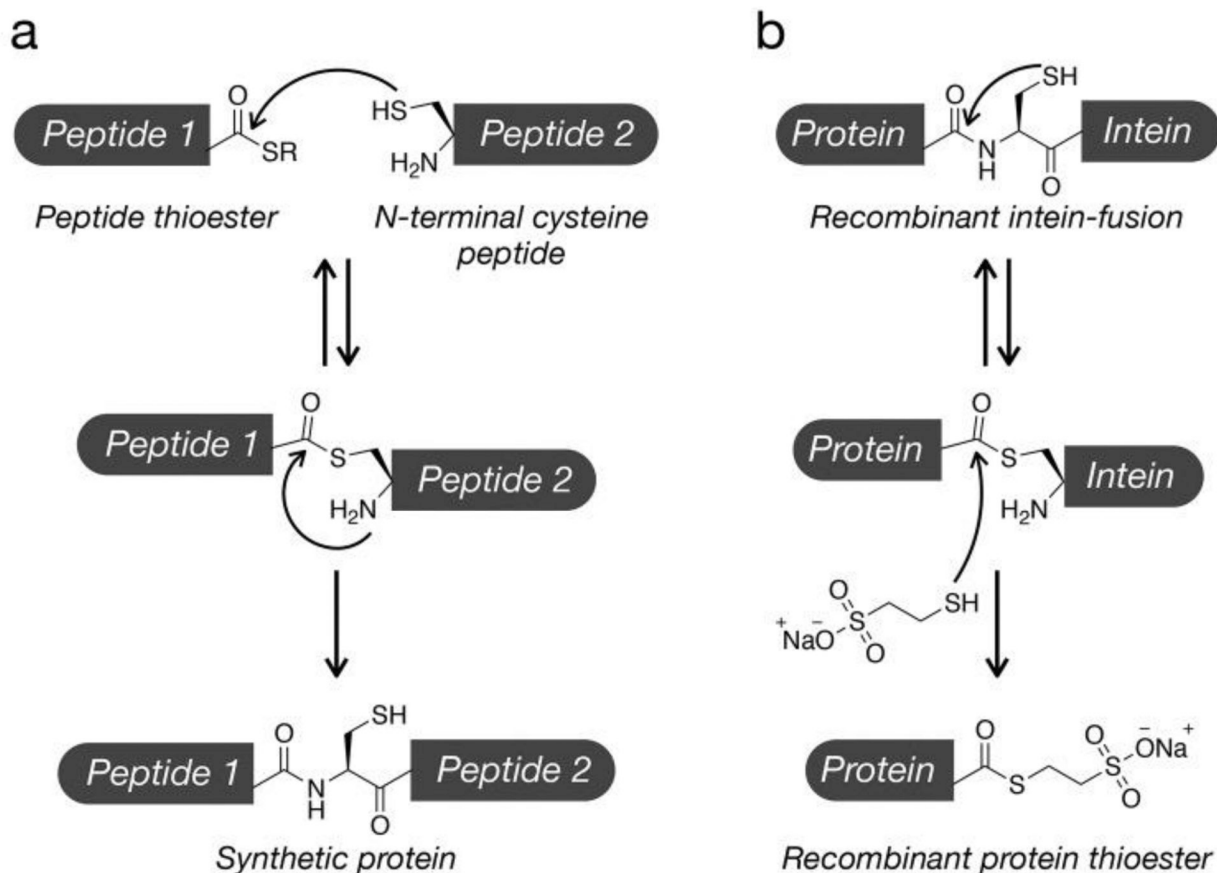 a
O
HS
SR
H₂N
Peptide 1
Peptide 2
Peptide thioester
N-terminal cysteine
peptide
O
S
H₂N
Peptide 1
Peptide 2
O
SH
N
H
O
Peptide 1
Peptide 2
Synthetic protein
b
SH
O
N
H
O
Protein
Intein
Recombinant intein-fusion
O
S
H₂N
Protein
Intein
SH
O
S
O
⁺NaO⁻
O
S
O
S
O
O⁻Na⁺
Protein
Recombinant protein thioester